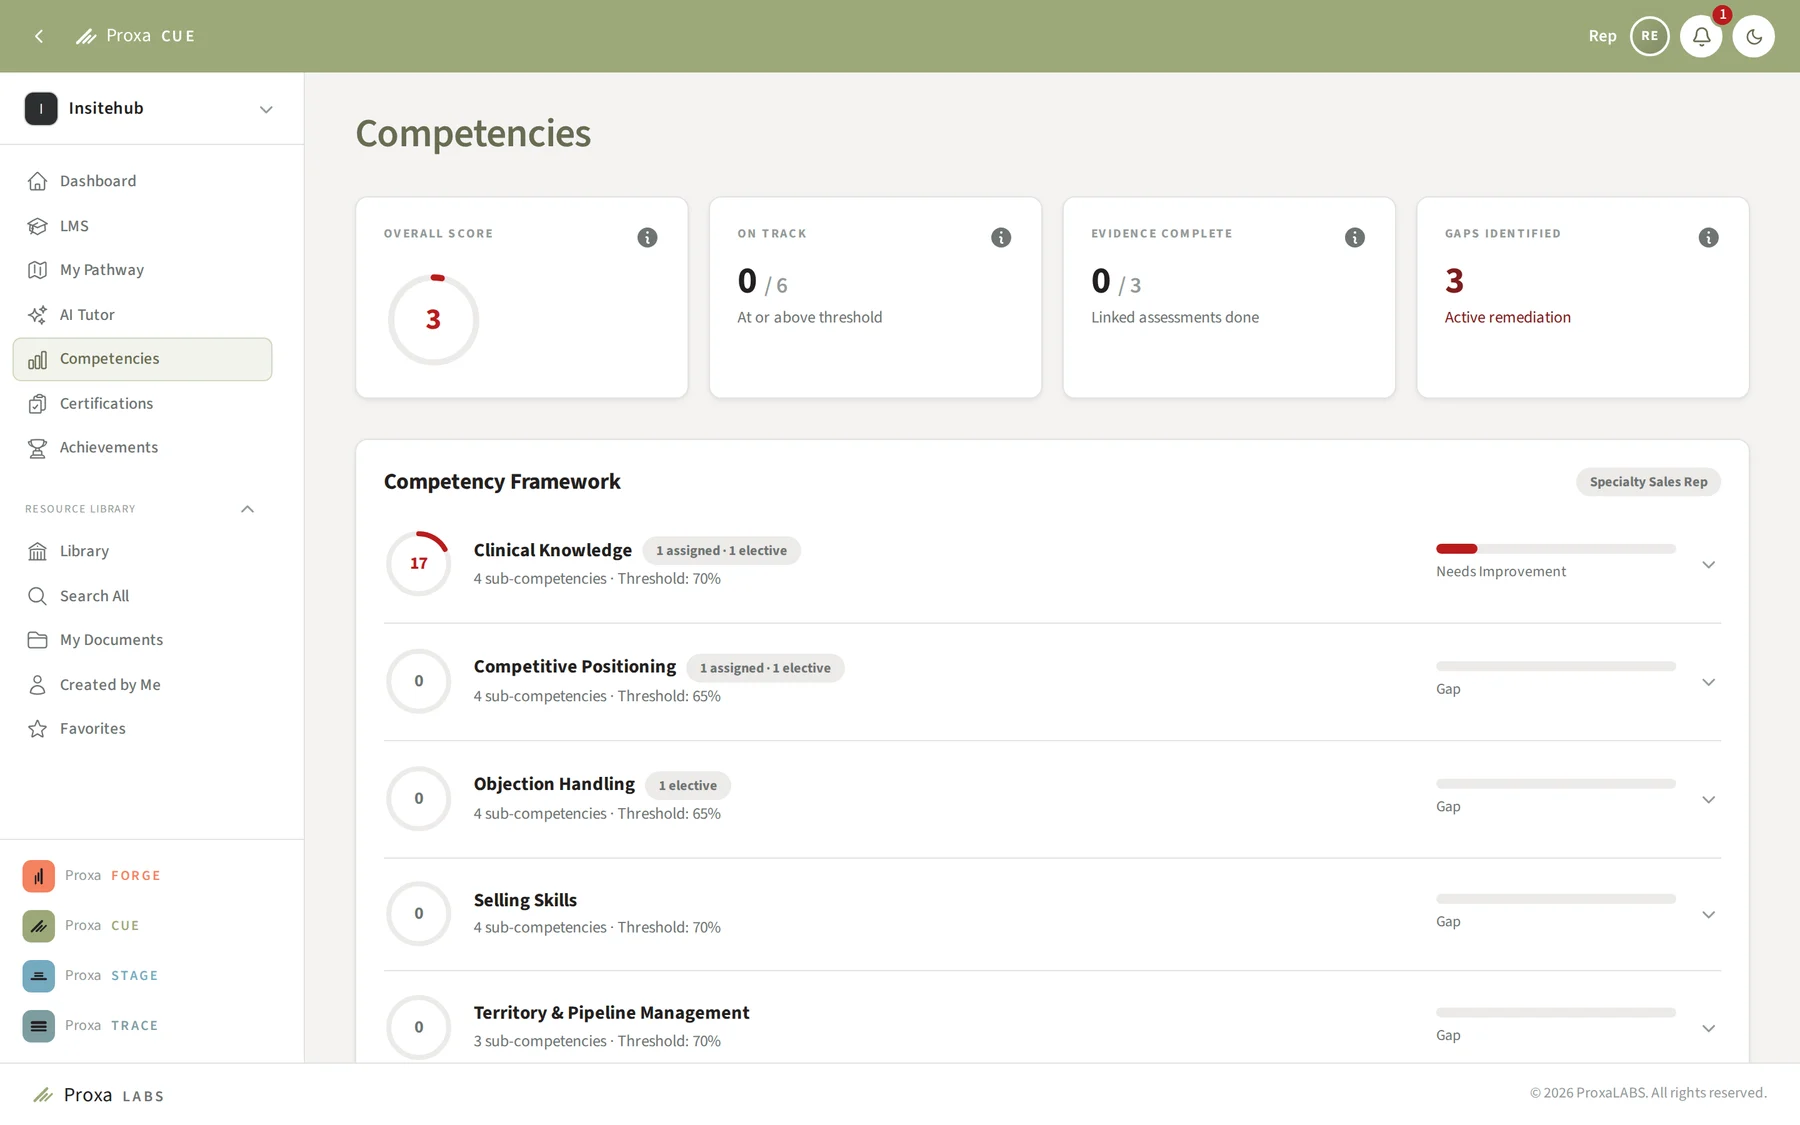 Proxa CUE
Rep RE 1
I Insitehub
Dashboard
LMS
My Pathway
AI Tutor
Competencies
Certifications
Achievements
RESOURCE LIBRARY
Library
Search All
My Documents
Created by Me
Favorites
Proxa FORGE
Proxa CUE
Proxa STAGE
Proxa TRACE
Competencies
OVERALL SCORE
3
ON TRACK
0 / 6
At or above threshold
EVIDENCE COMPLETE
0 / 3
Linked assessments done
GAPS IDENTIFIED
3
Active remediation
Competency Framework
Specialty Sales Rep
17
Clinical Knowledge 1 assigned · 1 elective
4 sub-competencies · Threshold: 70%
Needs Improvement
0
Competitive Positioning 1 assigned · 1 elective
4 sub-competencies · Threshold: 65%
Gap
0
Objection Handling 1 elective
4 sub-competencies · Threshold: 65%
Gap
0
Selling Skills
4 sub-competencies · Threshold: 70%
Gap
0
Territory & Pipeline Management
3 sub-competencies · Threshold: 70%
Gap
Proxa LABS
© 2026 ProxaLABS. All rights reserved.